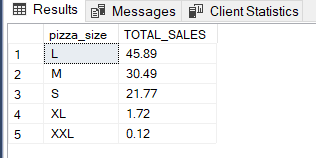 Results Messages Client Statistics
pizza_size TOTAL_SALES
1 L 45.89
2 M 30.49
3 S 21.77
4 XL 1.72
5 XXL 0.12